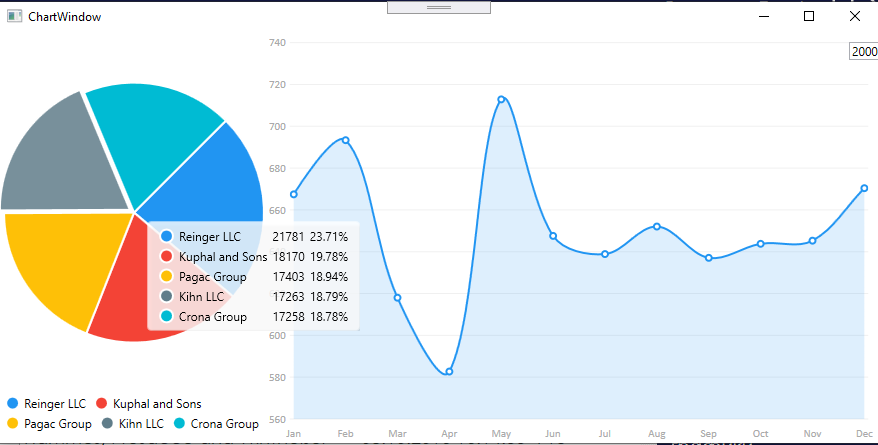 ChartWindow
740
2000
720
700
680
660
Reinger LLC 21781 23.71%
Kuphal and Sons 18170 19.78%
Pagac Group 17403 18.94%
Kihn LLC 17263 18.79%
Crona Group 17258 18.78%
600
580
560
Jan Feb Mar Apr May Jun Jul Aug Sep Oct Nov Dec
Reinger LLC Kuphal and Sons
Pagac Group Kihn LLC Crona Group